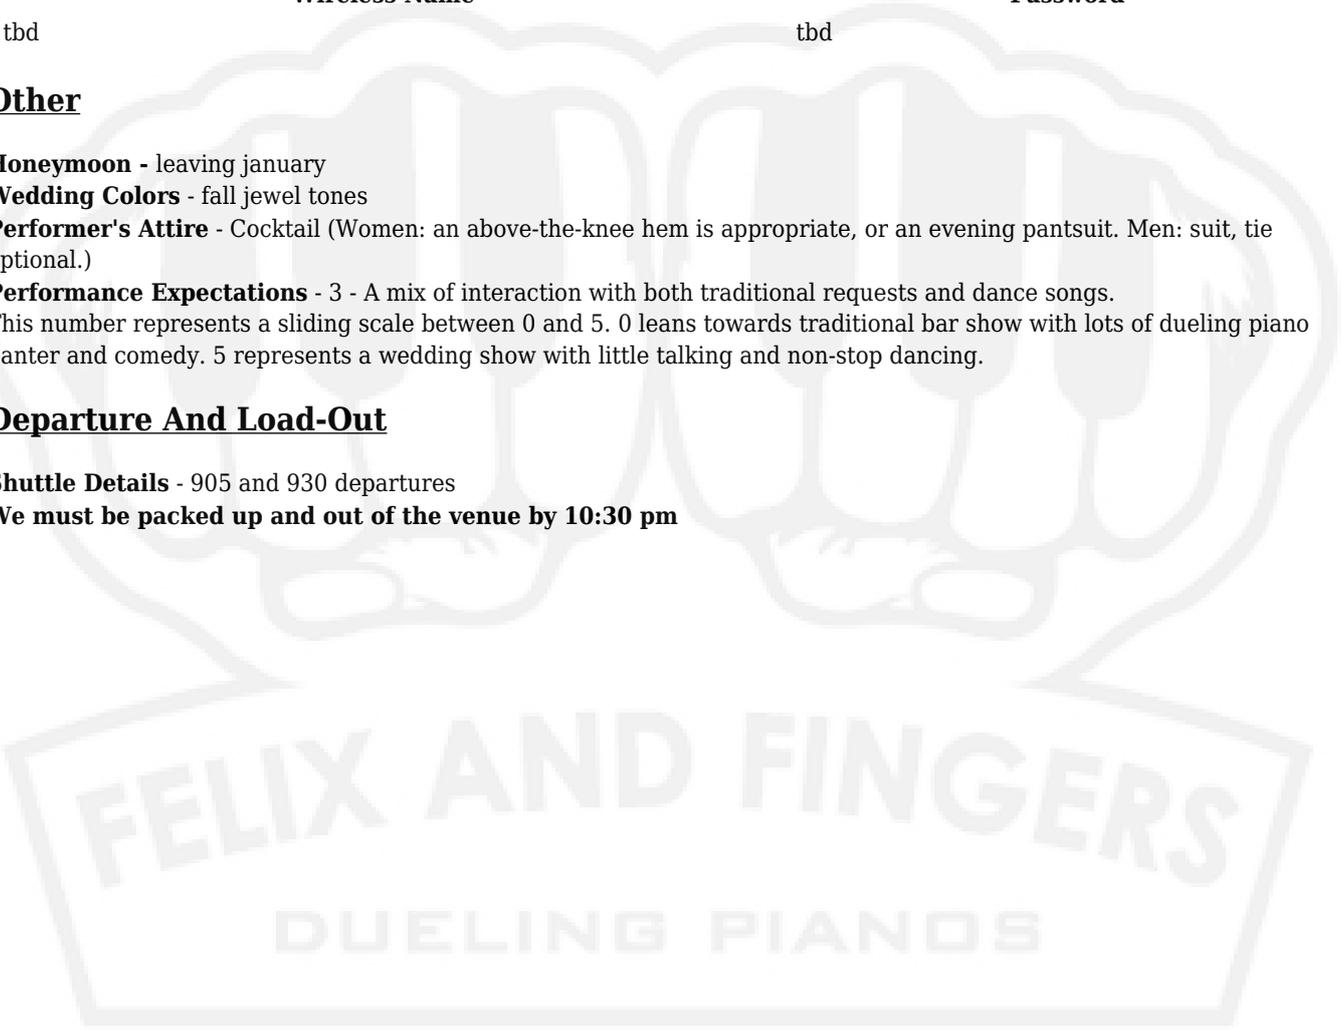 Wireless Name Password
tbd tbd
Other
Honeymoon - leaving january
Wedding Colors - fall jewel tones
Performer's Attire - Cocktail (Women: an above-the-knee hem is appropriate, or an evening pantsuit. Men: suit, tie
ptional.)
Performance Expectations - 3 - A mix of interaction with both traditional requests and dance songs.
This number represents a sliding scale between 0 and 5. 0 leans towards traditional bar show with lots of dueling piano
anter and comedy. 5 represents a wedding show with little talking and non-stop dancing.
Departure And Load-Out
Shuttle Details - 905 and 930 departures
We must be packed up and out of the venue by 10:30 pm
FELIX AND FINGERS
DUELING PIANOS